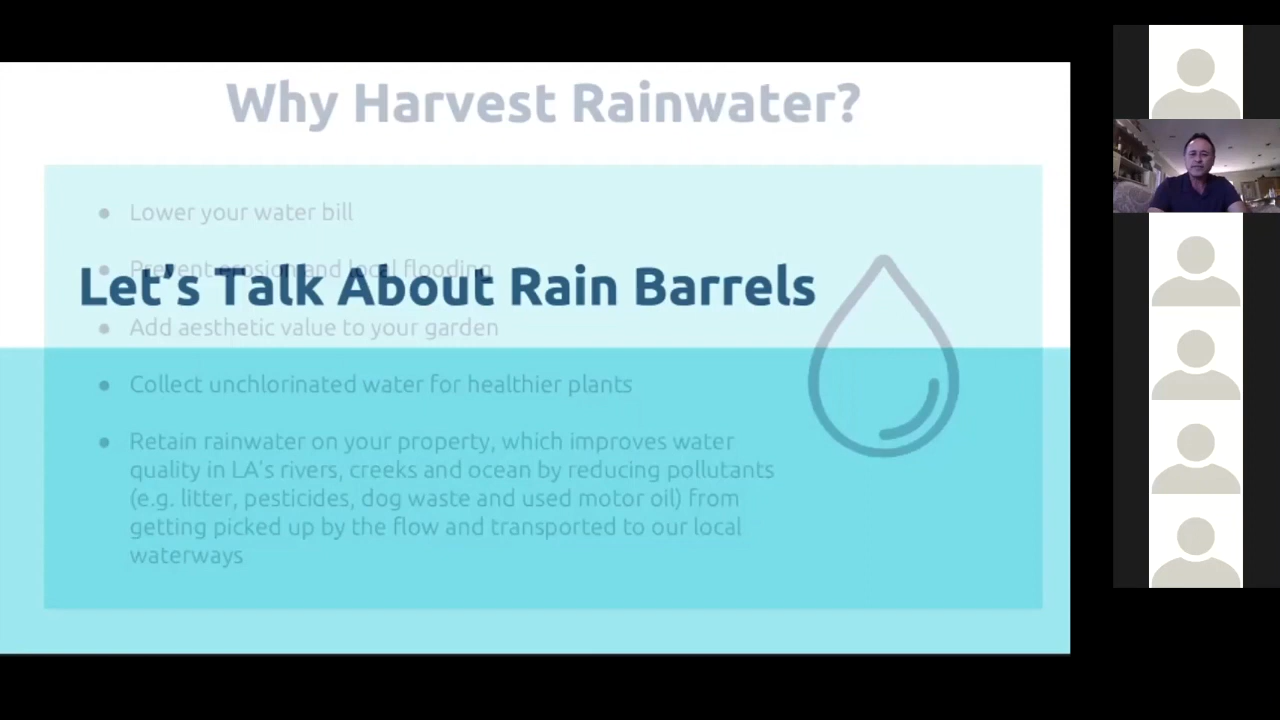 Why Harvest Rainwater?
● Lower your water bill
● Prevent erosion and local flooding
Let's Talk About Rain Barrels
● Add aesthetic value to your garden
● Collect unchlorinated water for healthier plants
● Retain rainwater on your property, which improves water
quality in LA's rivers, creeks and ocean by reducing pollutants
(e.g. litter, pesticides, dog waste and used motor oil) from
getting picked up by the flow and transported to our local
waterways